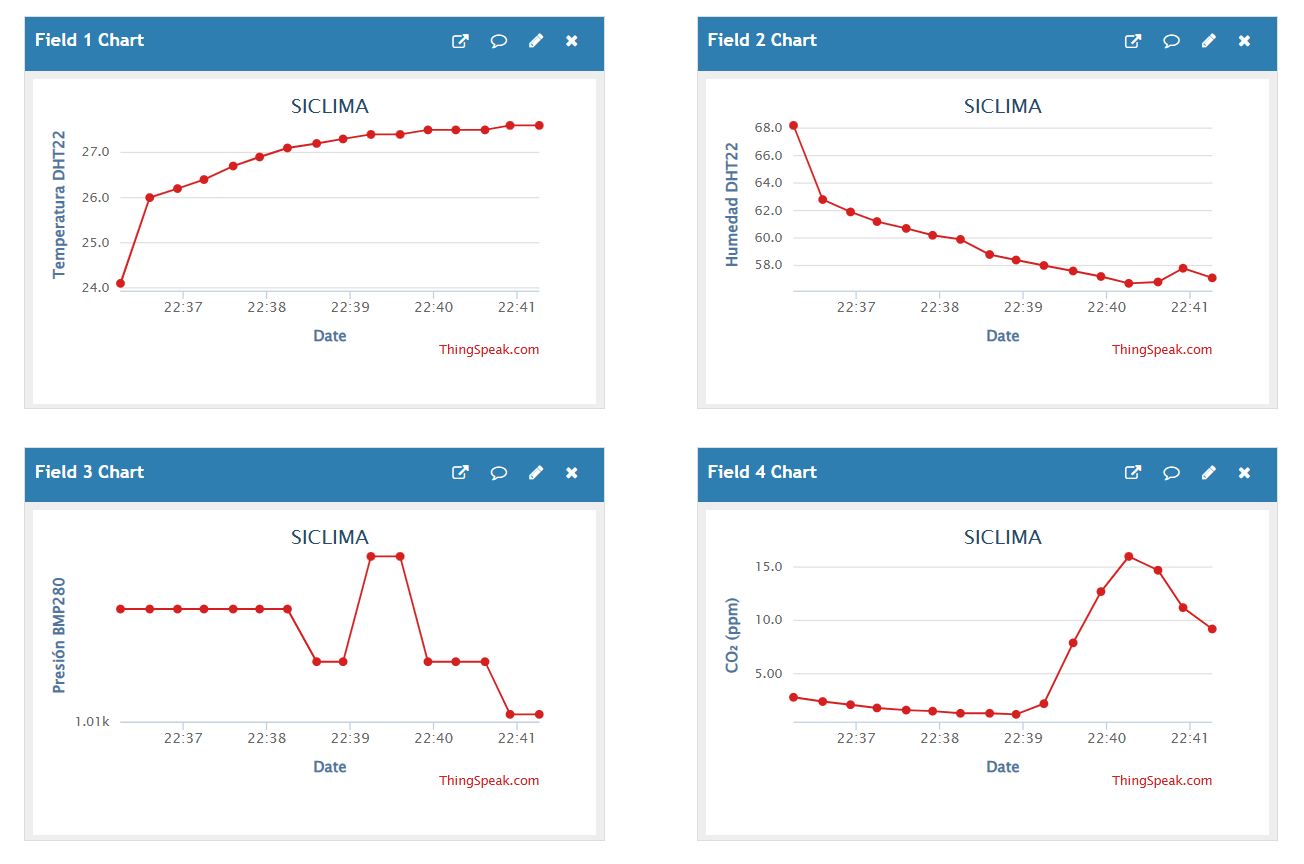 Field 1 Chart
SICLIMA
Temperatura DHT22
27.0
26.0
25.0
24.0
22:37 22:38 22:39 22:40 22:41
Date
ThingSpeak.com
Field 2 Chart
SICLIMA
Humedad DHT22
68.0
66.0
64.0
62.0
60.0
58.0
22:37 22:38 22:39 22:40 22:41
Date
ThingSpeak.com
Field 3 Chart
SICLIMA
Presión BMP280
1.01k
22:37 22:38 22:39 22:40 22:41
Date
ThingSpeak.com
Field 4 Chart
SICLIMA
CO₂ (ppm)
15.0
10.0
5.00
22:37 22:38 22:39 22:40 22:41
Date
ThingSpeak.com